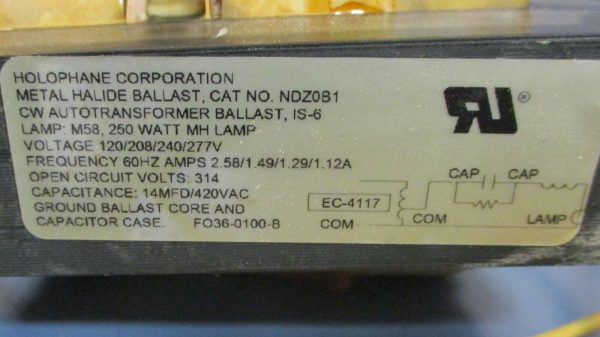 HOLOPHANE CORPORATION
METAL HALIDE BALLAST, CAT NO. NDZ0B1
CW AUTOTRANSFORMER BALLAST, IS-6
LAMP: M58, 250 WATT MH LAMP
VOLTAGE 120/208/240/277V
FREQUENCY 60HZ AMPS 2.58/1.49/1.29/1.12A
OPEN CIRCUIT VOLTS: 314
CAPACITANCE: 14MFD/420VAC
GROUND BALLAST CORE AND
CAPACITOR CASE. FO36-0100-B
RU
CAP CAP
EC-4117
COM COM LAMP